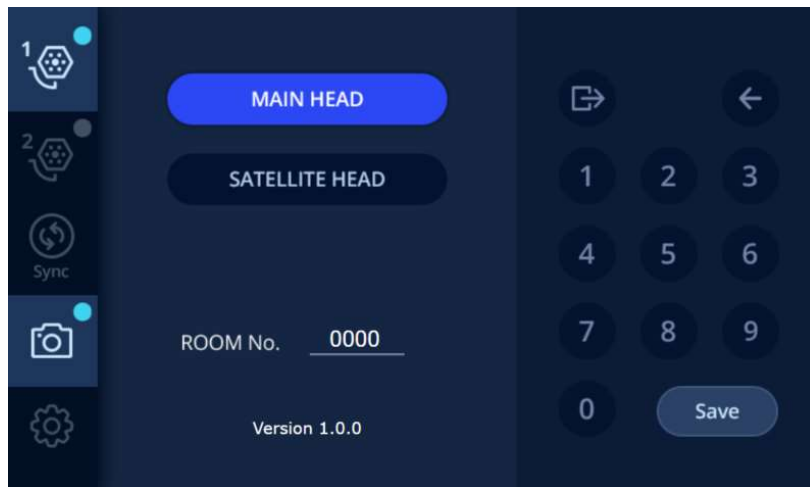 1
2
Sync
MAIN HEAD
SATELLITE HEAD
ROOM No. 0000
Version 1.0.0
1 2 3
4 5 6
7 8 9
0 Save